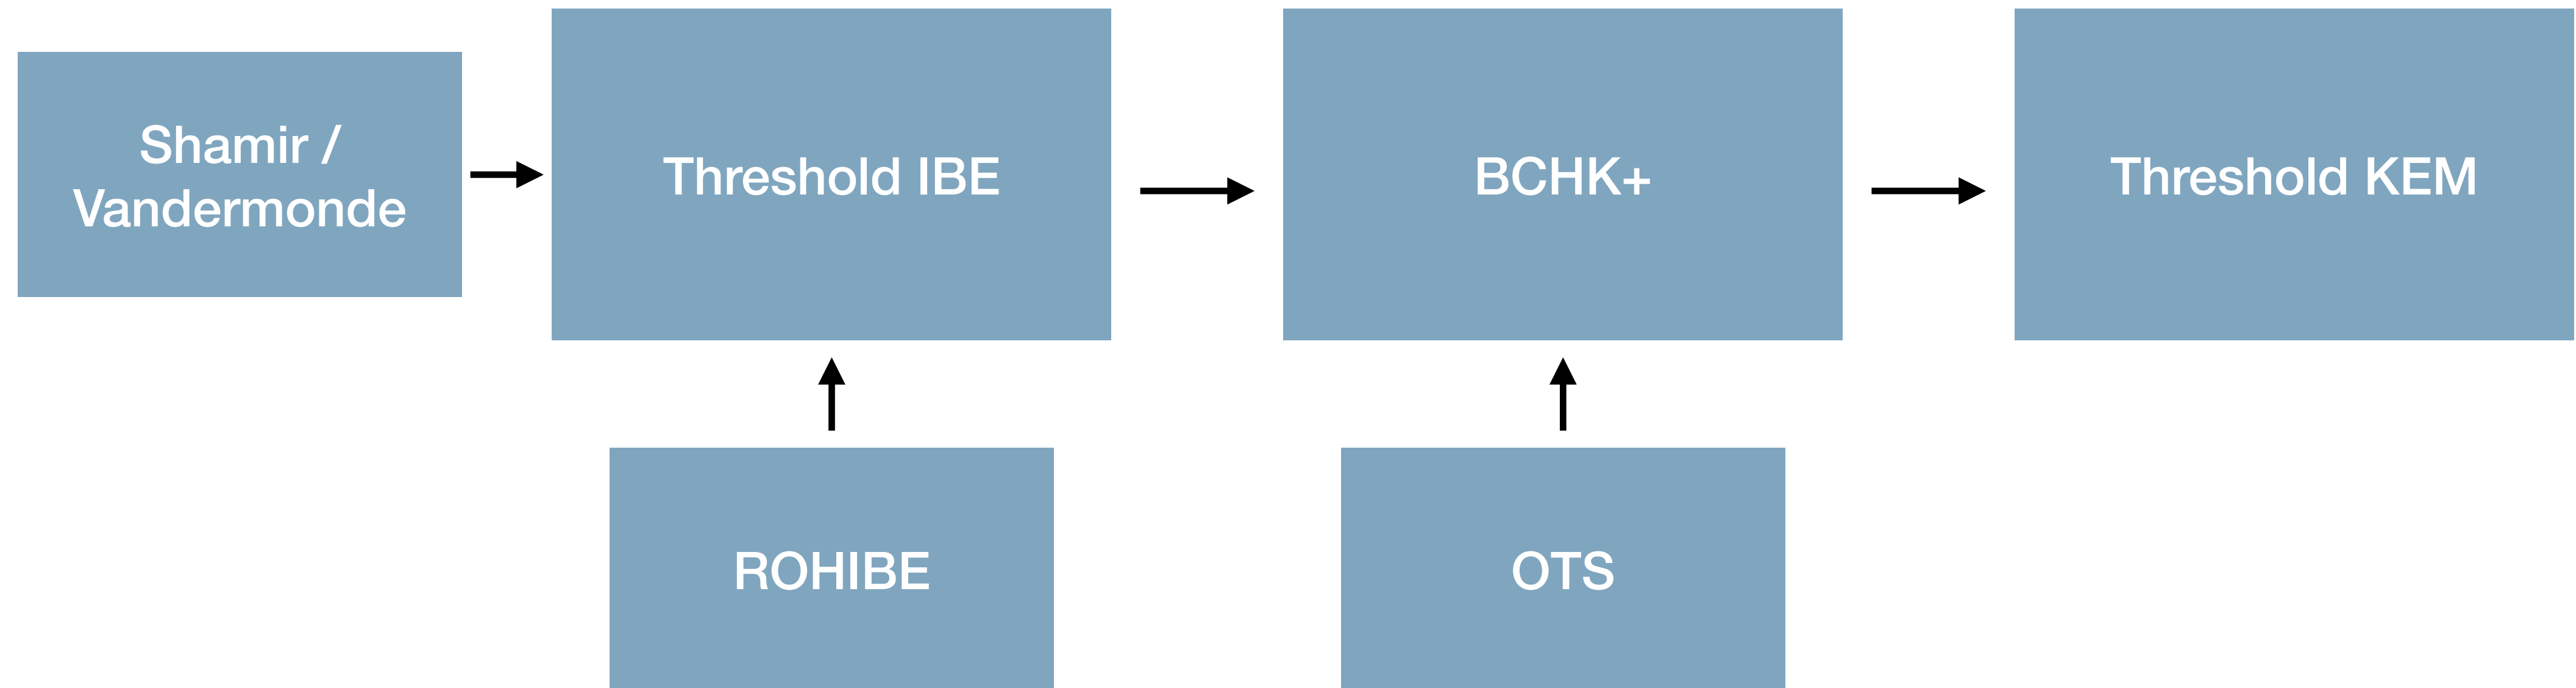 Shamir /
Vandermonde
Threshold IBE
BCHK+
Threshold KEM
ROHIBE
OTS